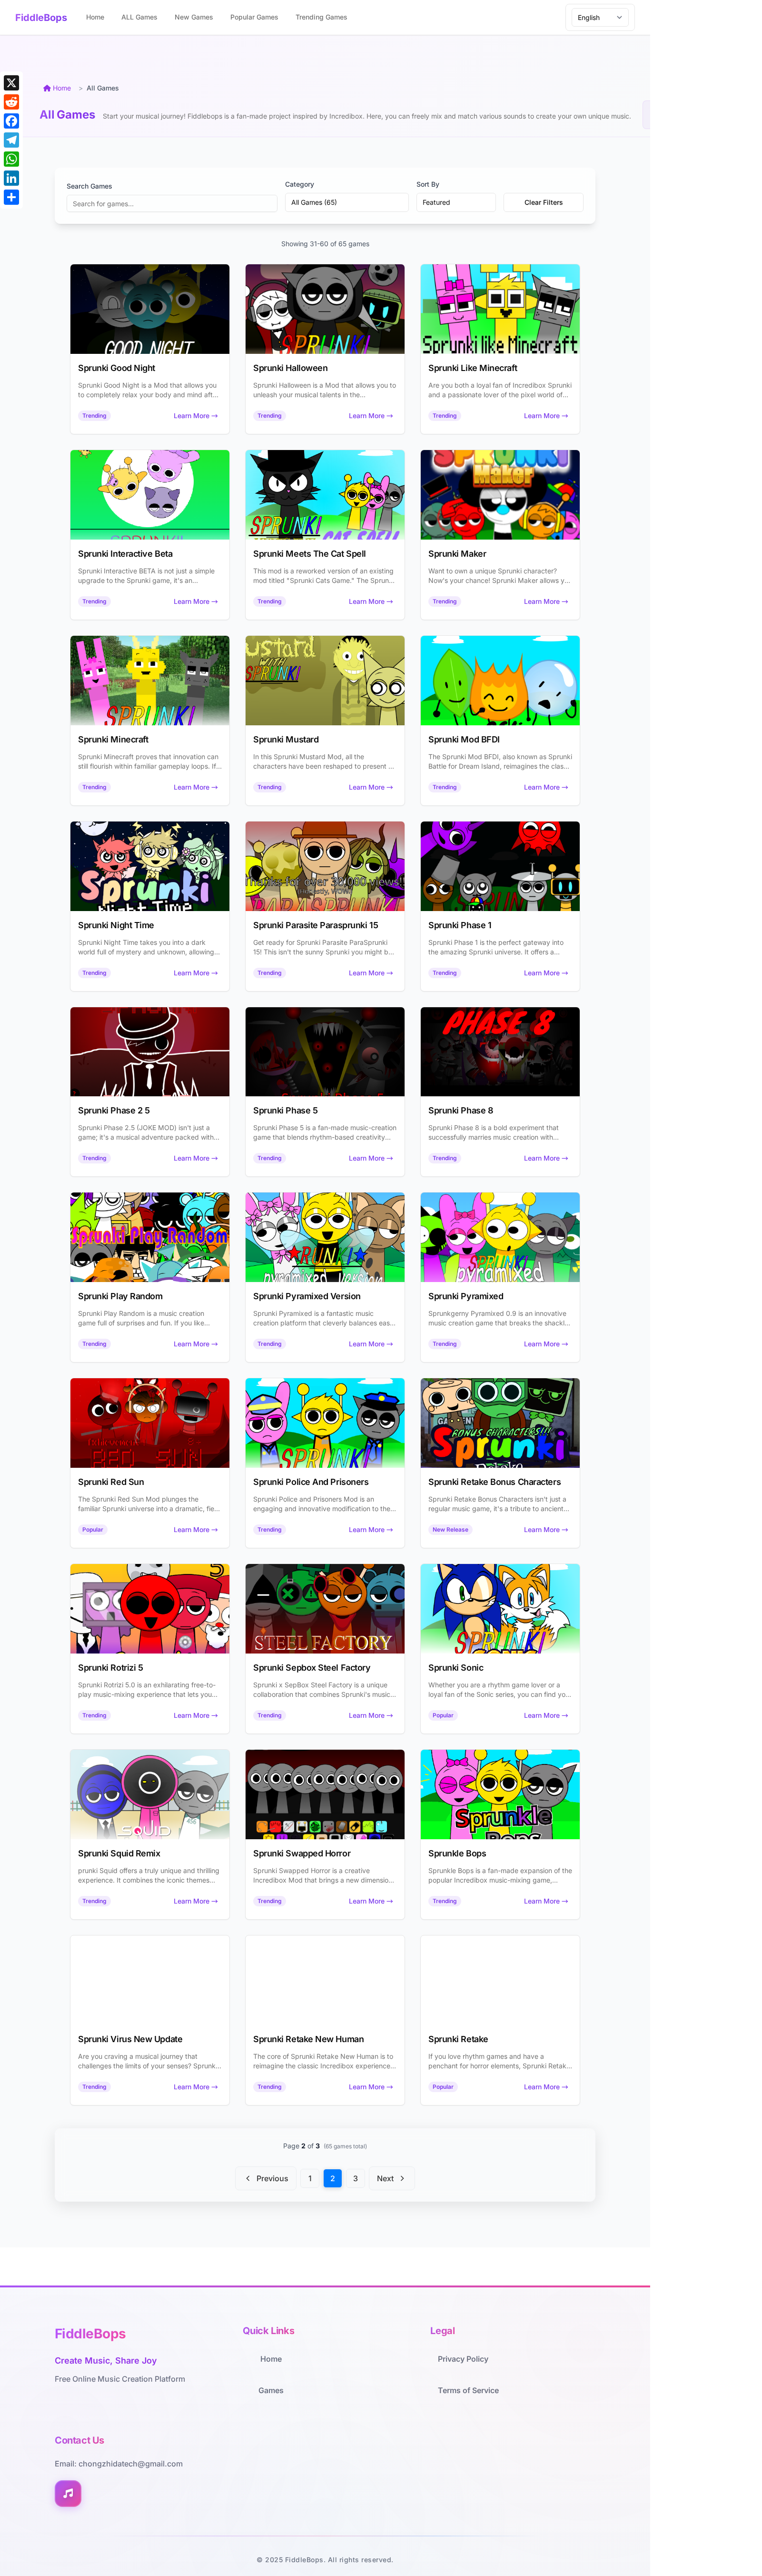 FiddleBops
Home
ALL Games
New Games
Popular Games
Trending Games
English
Home > All Games
All Games
Start your musical journey! Fiddlebops is a fan-made project inspired by Incredibox. Here, you can freely mix and match various sounds to create your own unique music.
Search Games
Search for games...
Category
All Games (65)
Sort By
Featured
Clear Filters
Showing 31-60 of 65 games
GOOD NIGHT
Sprunki Good Night
Sprunki Good Night is a Mod that allows you
to completely relax your body and mind aft...
Trending
Learn More →
SPRUNKI
Sprunki Halloween
Sprunki Halloween is a Mod that allows you to
unleash your musical talents in the...
Trending
Learn More →
Sprunki like Minecraft
Sprunki Like Minecraft
Are you both a loyal fan of Incredibox Sprunki
and a passionate lover of the pixel world of...
Trending
Learn More →
SPRUNKI
Sprunki Interactive Beta
Sprunki Interactive BETA is not just a simple
upgrade to the Sprunki game, it's an...
Trending
Learn More →
SPRUNKI
CAT SPELL
Sprunki Meets The Cat Spell
This mod is a reworked version of an existing
mod titled "Sprunki Cats Game." The Sprun...
Trending
Learn More →
SPRUNKI
Maker
Sprunki Maker
Want to own a unique Sprunki character?
Now's your chance! Sprunki Maker allows y...
Trending
Learn More →
SPRUNKI
Sprunki Minecraft
Sprunki Minecraft proves that innovation can
still flourish within familiar gameplay loops. If...
Trending
Learn More →
Mustard
WITH
SPRUNKI
Sprunki Mustard
In this Sprunki Mustard Mod, all the
characters have been reshaped to present ...
Trending
Learn More →
Sprunki Mod BFDI
The Sprunki Mod BFDI, also known as Sprunki
Battle for Dream Island, reimagines the clas...
Trending
Learn More →
Sprunki
Night Time
Sprunki Night Time
Sprunki Night Time takes you into a dark
world full of mystery and unknown, allowing...
Trending
Learn More →
PARASPRUNKI
Sprunki Parasite Parasprunki 15
Get ready for Sprunki Parasite ParaSprunki
15! This isn't the sunny Sprunki you might b...
Trending
Learn More →
SPRUNKI
Sprunki Phase 1
Sprunki Phase 1 is the perfect gateway into
the amazing Sprunki universe. It offers a...
Trending
Learn More →
Sprunki Phase 2 5
Sprunki Phase 2.5 (JOKE MOD) isn't just a
game; it's a musical adventure packed with...
Trending
Learn More →
Sprunki Phase 5
Sprunki Phase 5 is a fan-made music-creation
game that blends rhythm-based creativity...
Trending
Learn More →
PHASE 8
Sprunki Phase 8
Sprunki Phase 8 is a bold experiment that
successfully marries music creation with...
Trending
Learn More →
Sprunki Play Random
Sprunki Play Random
Sprunki Play Random is a music creation
game full of surprises and fun. If you like...
Trending
Learn More →
RUNKI
PYRAMIXED VERSION
Sprunki Pyramixed Version
Sprunki Pyramixed is a fantastic music
creation platform that cleverly balances eas...
Trending
Learn More →
SPRUNKI
pyramixed
Sprunki Pyramixed
Sprunkgerny Pyramixed 0.9 is an innovative
music creation game that breaks the shackl...
Trending
Learn More →
RED SUN
Sprunki Red Sun
The Sprunki Red Sun Mod plunges the
familiar Sprunki universe into a dramatic, fie...
Popular
Learn More →
SPRUNKI
Sprunki Police And Prisoners
Sprunki Police and Prisoners Mod is an
engaging and innovative modification to the...
Trending
Learn More →
BONUS CHARACTERS!!!
Sprunki
Retake
Sprunki Retake Bonus Characters
Sprunki Retake Bonus Characters isn't just a
regular music game, it's a tribute to ancient...
New Release
Learn More →
5
Sprunki Rotrizi 5
Sprunki Rotrizi 5.0 is an exhilarating free-to-
play music-mixing experience that lets you...
Trending
Learn More →
STEEL FACTORY
Sprunki Sepbox Steel Factory
Sprunki x SepBox Steel Factory is a unique
collaboration that combines Sprunki's music...
Trending
Learn More →
SPRUNKI
SONIC
Sprunki Sonic
Whether you are a rhythm game lover or a
loyal fan of the Sonic series, you can find yo...
Popular
Learn More →
456
SQUID
Sprunki Squid Remix
prunki Squid offers a truly unique and thrilling
experience. It combines the iconic themes...
Trending
Learn More →
Sprunki Swapped Horror
Sprunki Swapped Horror is a creative
Incredibox Mod that brings a new dimensio...
Trending
Learn More →
Sprunkle
Bops
Sprunkle Bops
Sprunkle Bops is a fan-made expansion of the
popular Incredibox music-mixing game,...
Trending
Learn More →
Sprunki Virus New Update
Are you craving a musical journey that
challenges the limits of your senses? Sprunk...
Trending
Learn More →
Sprunki Retake New Human
The core of Sprunki Retake New Human is to
reimagine the classic Incredibox experience...
Trending
Learn More →
Sprunki Retake
If you love rhythm games and have a
penchant for horror elements, Sprunki Retak...
Popular
Learn More →
Page 2 of 3 (65 games total)
Previous
1
2
3
Next
FiddleBops
Create Music, Share Joy
Free Online Music Creation Platform
Quick Links
Home
Games
Legal
Privacy Policy
Terms of Service
Contact Us
Email: chongzhidatech@gmail.com
© 2025 FiddleBops. All rights reserved.